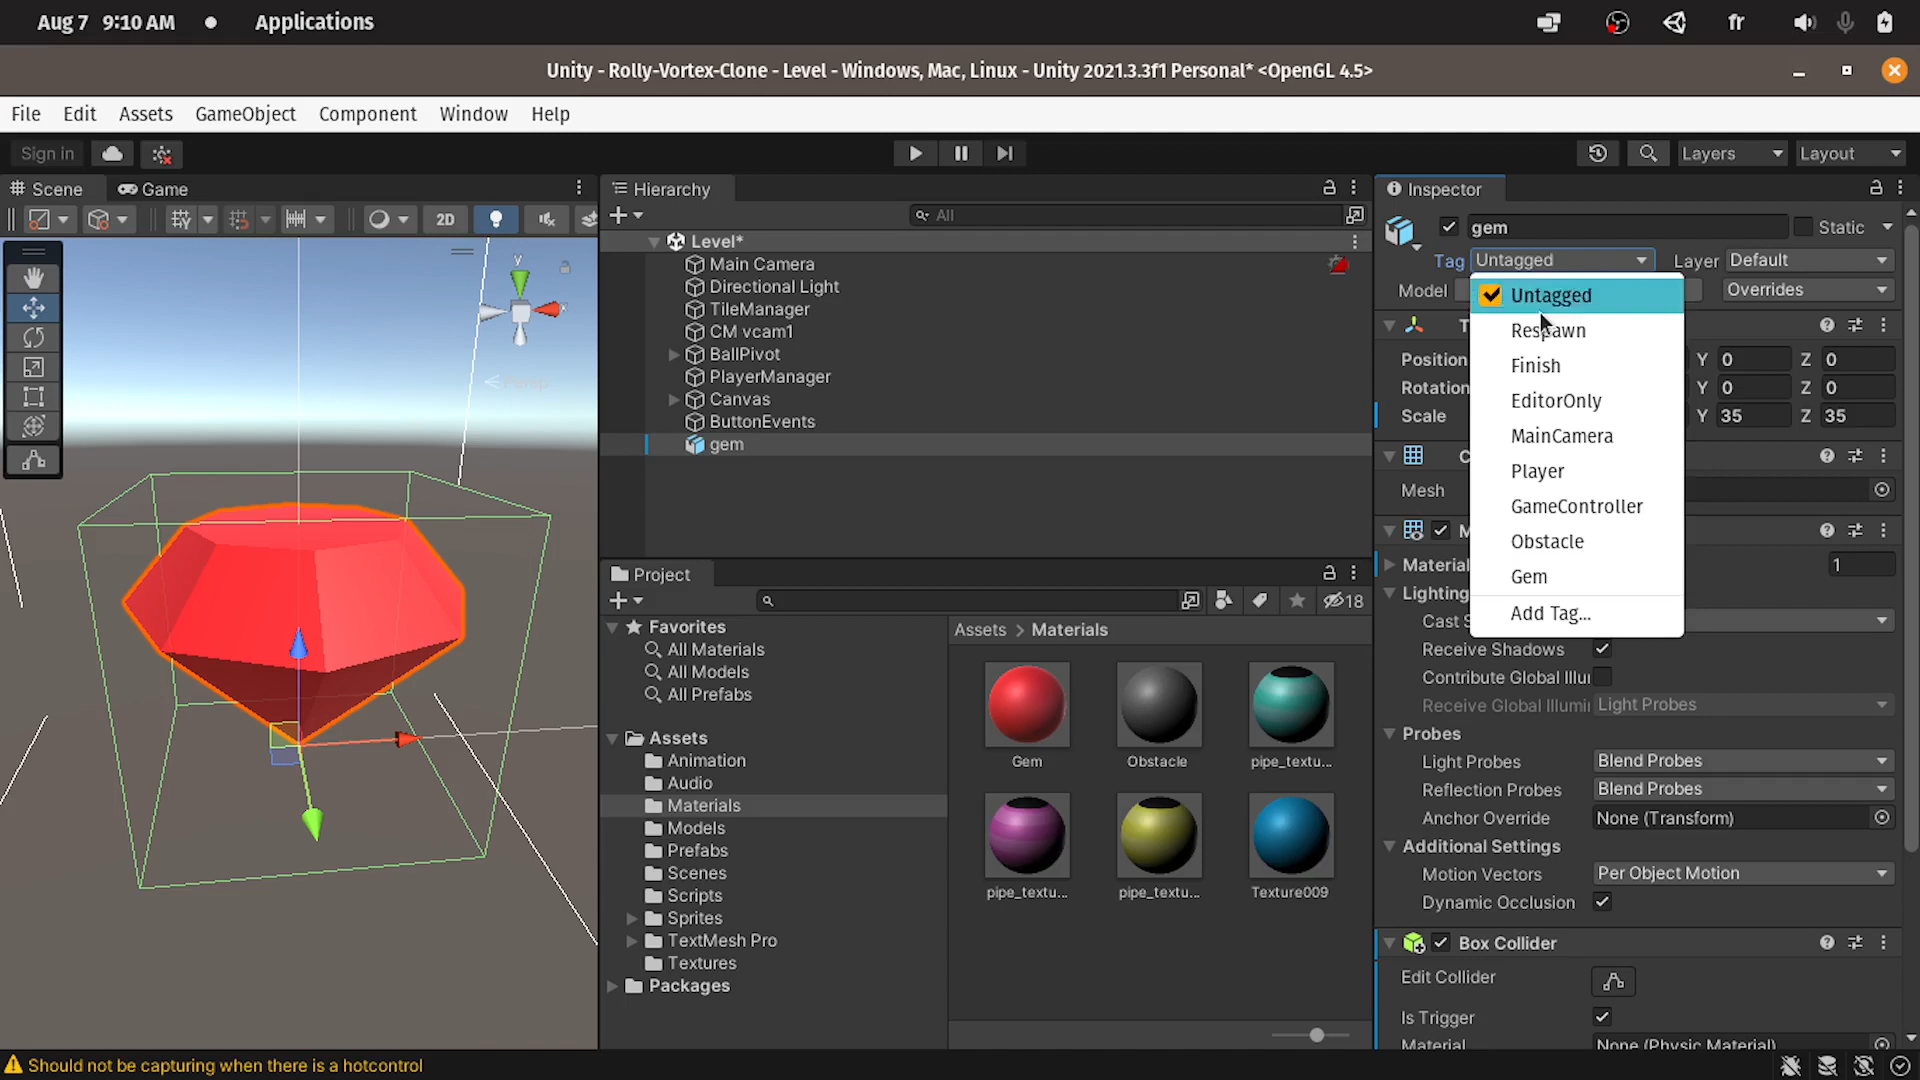 Aug 7 9:10 AM
Applications
fr
Unity - Rolly-Vortex-Clone - Level - Windows, Mac, Linux - Unity 2021.3.3f1 Personal* <OpenGL 4.5>
File Edit Assets GameObject Component Window Help
Sign in
Layers
Layout
Scene
Game
2D
y
Persp
Hierarchy
All
Level*
Main Camera
Directional Light
TileManager
CM vcam1
BallPivot
PlayerManager
Canvas
ButtonEvents
gem
Project
18
Favorites
All Materials
All Models
All Prefabs
Assets
Animation
Audio
Materials
Models
Prefabs
Scenes
Scripts
Sprites
TextMesh Pro
Textures
Packages
Assets > Materials
Gem
Obstacle
pipe_textu...
pipe_textu...
pipe_textu...
Texture009
Inspector
gem
Static
Tag Untagged
Layer Default
Model
Overrides
Untagged
Respawn
Finish
EditorOnly
MainCamera
Player
GameController
Obstacle
Gem
Add Tag...
Position Y 0 Z 0
Rotation Y 0 Z 0
Scale Y 35 Z 35
Mesh
Material 1
Lighting
Cast S
Receive Shadows
Contribute Global Illu
Receive Global Illumi Light Probes
Probes
Light Probes Blend Probes
Reflection Probes Blend Probes
Anchor Override None (Transform)
Additional Settings
Motion Vectors Per Object Motion
Dynamic Occlusion
Box Collider
Edit Collider
Is Trigger
Material None (Physic Material)
Should not be capturing when there is a hotcontrol